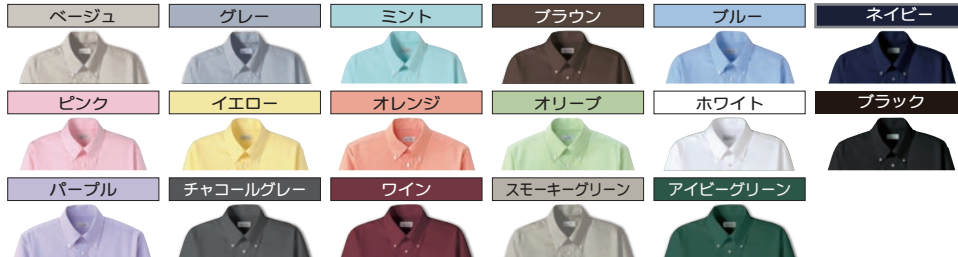 ベージュ
グレー
ミント
ブラウン
ブルー
ネイビー
ピンク
イエロー
オレンジ
オリーブ
ホワイト
ブラック
パープル
チャコールグレー
ワイン
スモーキーグリーン
アイビーグリーン